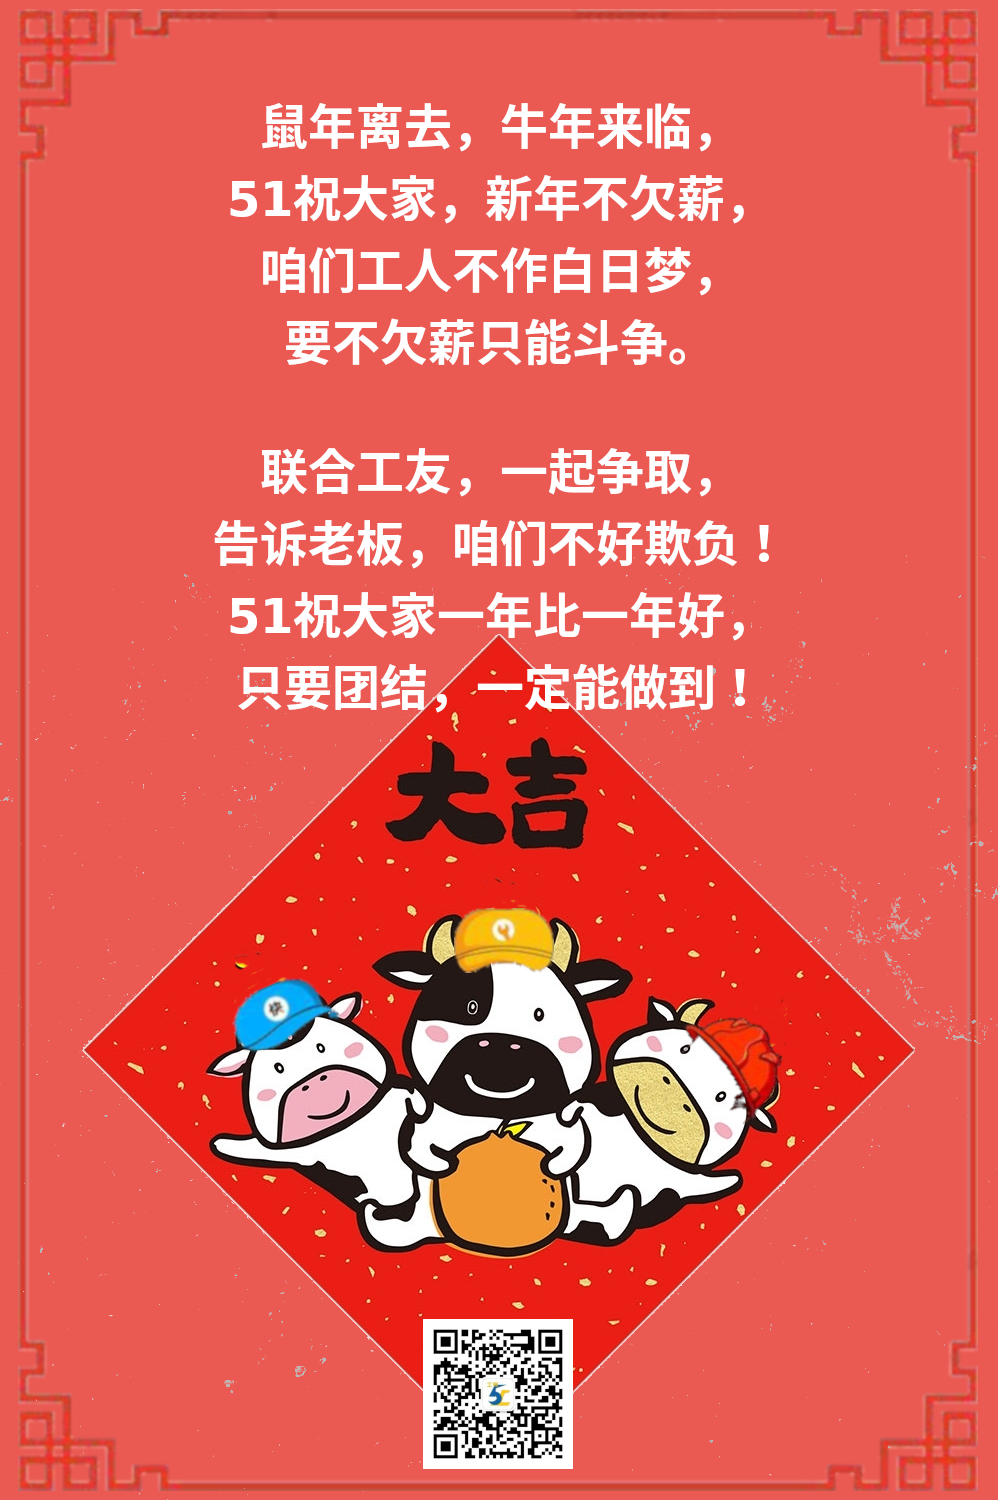 鼠年离去，牛年来临，
51祝大家，新年不欠薪，
咱们工人不作白日梦，
要不欠薪只能斗争。
联合工友，一起争取，
告诉老板，咱们不好欺负！
51祝大家一年比一年好，
只要团结，一定能做到！
大吉
快
5